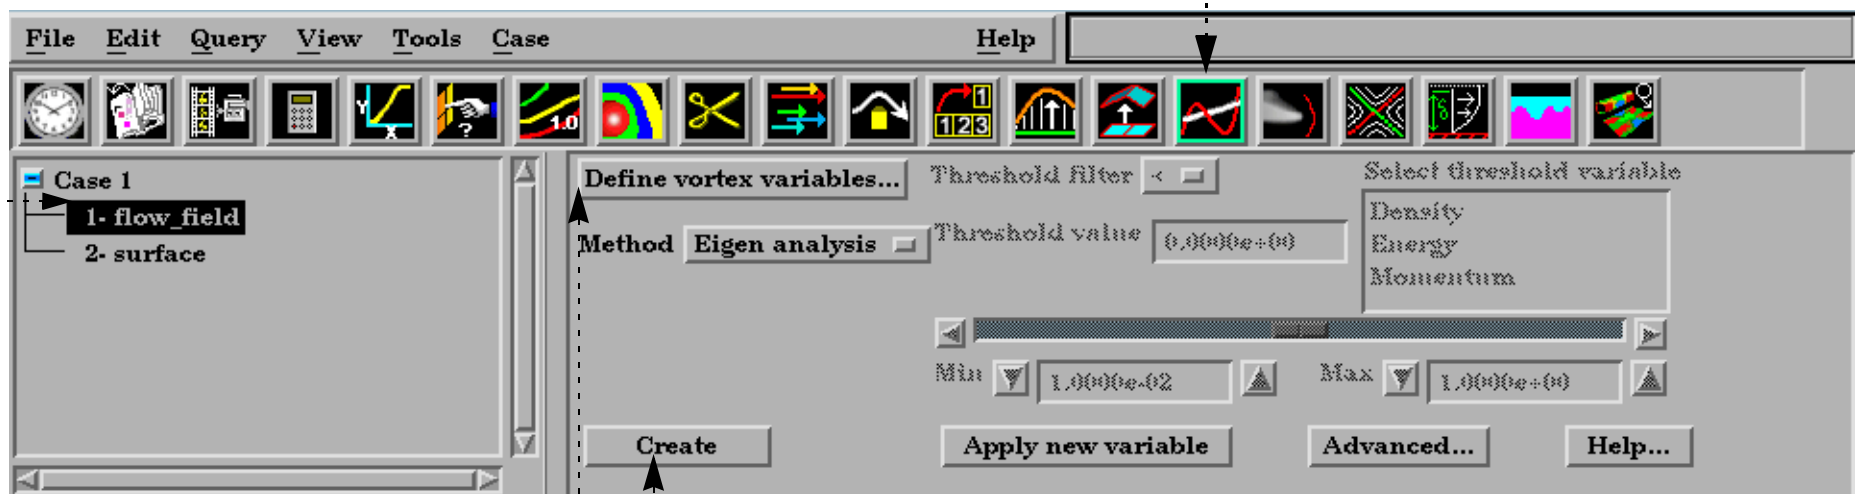 File Edit Query View Tools Case Help
Y X ? 1.0 1 1 2 3 δ
Case 1
1- flow_field
2- surface
Define vortex variables... Threshold filter < Select threshold variable
Density
Method Eigen analysis Threshold value 0.0000e+00 Energy
Momentum
Min 1.0000e-02 Max 1.0000e+00
Create Apply new variable Advanced... Help...